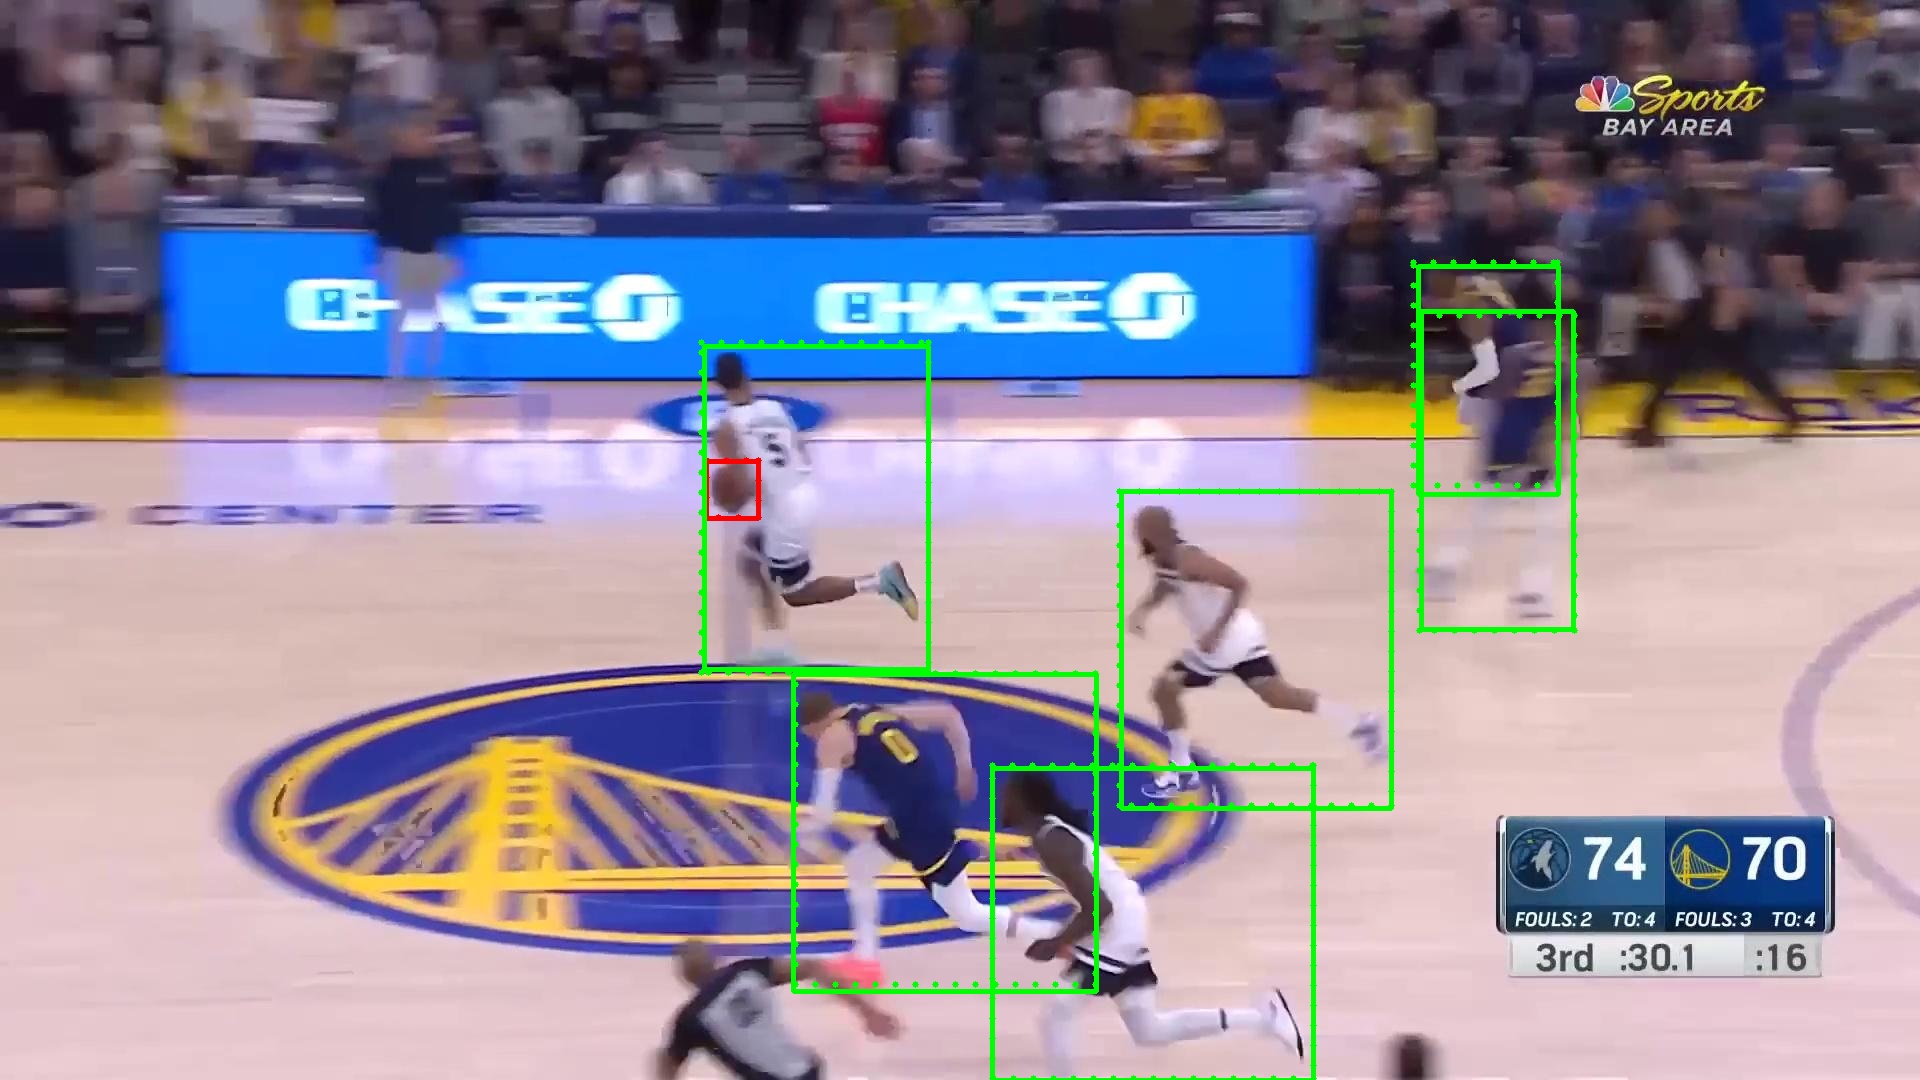 Sports
BAY AREA
CHASE CHASE
5
O CENTER
0
74 70
FOULS: 2 TO: 4 FOULS: 3 TO: 4
3rd :30.1 :16